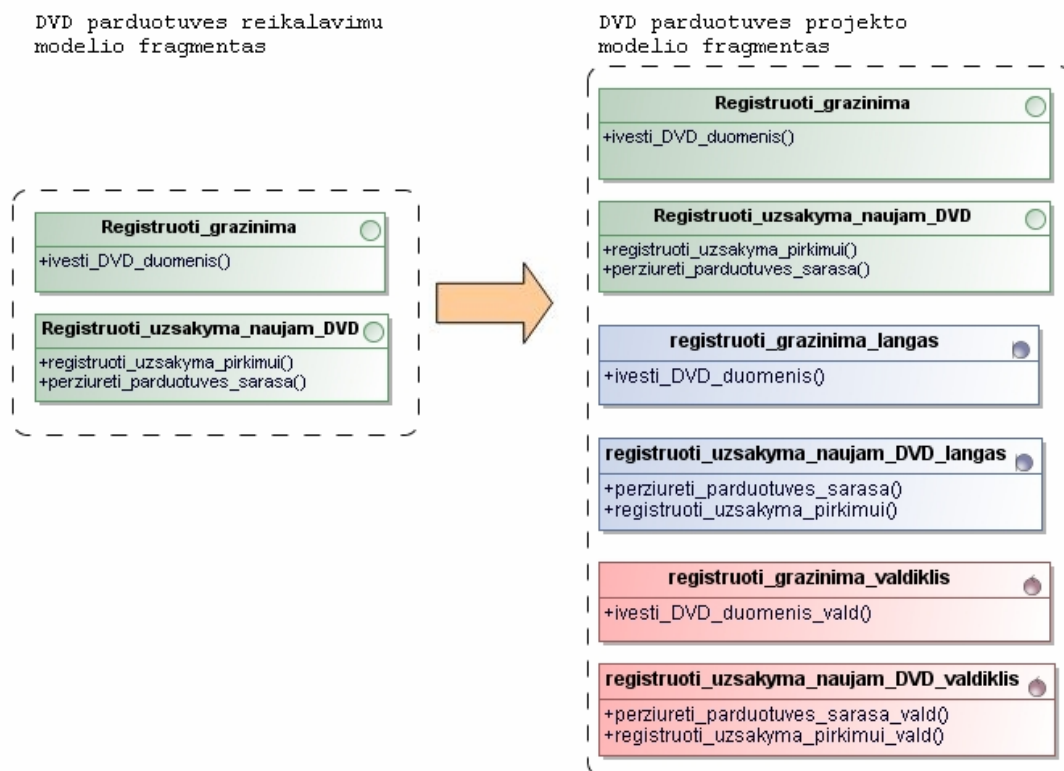 DVD parduotuves reikalavimu
modelio fragmentas
Registruoti_grazinima
+ivesti_DVD_duomenis()
Registruoti_uzsakyma_naujam_DVD
+registruoti_uzsakyma_pirkimui()
+perziureti_parduotuves_sarasa()
DVD parduotuves projekto
modelio fragmentas
Registruoti_grazinima
+ivesti_DVD_duomenis()
Registruoti_uzsakyma_naujam_DVD
+registruoti_uzsakyma_pirkimui()
+perziureti_parduotuves_sarasa()
registruoti_grazinima_langas
+ivesti_DVD_duomenis()
registruoti_uzsakyma_naujam_DVD_langas
+perziureti_parduotuves_sarasa()
+registruoti_uzsakyma_pirkimui()
registruoti_grazinima_valdiklis
+ivesti_DVD_duomenis_vald()
registruoti_uzsakyma_naujam_DVD_valdiklis
+perziureti_parduotuves_sarasa_vald()
+registruoti_uzsakyma_pirkimui_vald()